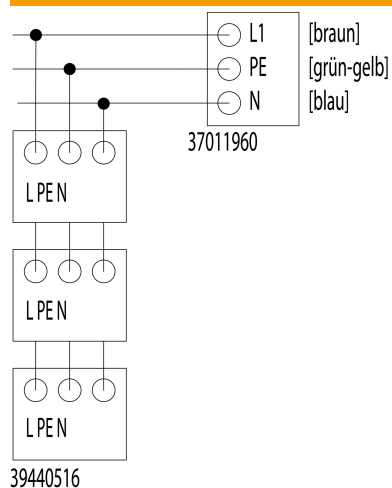 L1 [braun]
PE [grün-gelb]
N [blau]
37011960
L PE N
L PE N
L PE N
39440516